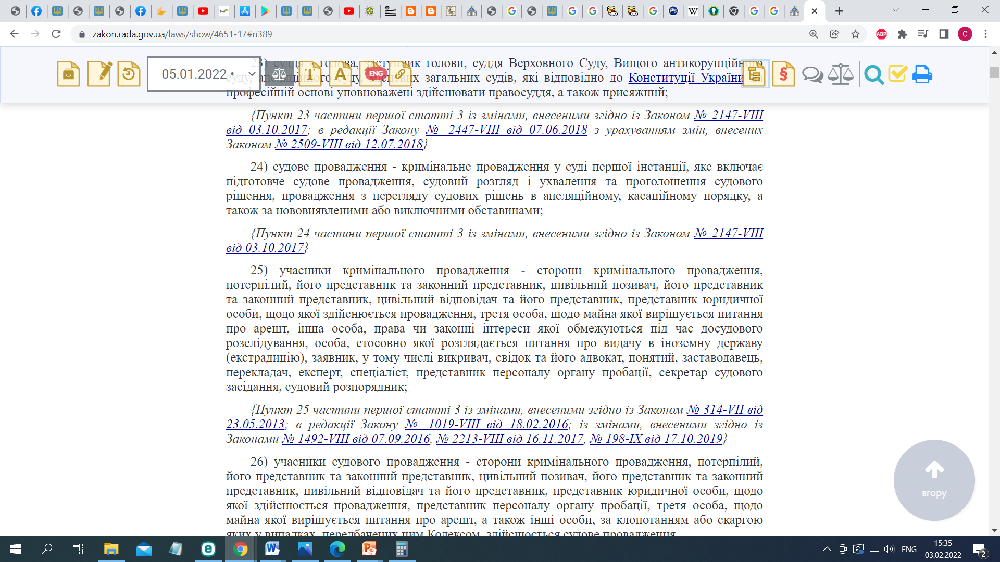 zakon.rada.gov.ua/laws/show/4651-17#n389
ABP
C
05.01.2022 •
T
A
ENG
§
23) суддя - голова, заступник голови, суддя Верховного Суду, Вищого антикорупційного
суду, апеляційного суду, місцевих загальних судів, які відповідно до Конституції України на
професійній основі уповноважені здійснювати правосуддя, а також присяжний;
{Пункт 23 частини першої статті 3 із змінами, внесеними згідно із Законом № 2147-VIII
від 03.10.2017; в редакції Закону № 2447-VIII від 07.06.2018 з урахуванням змін, внесених
Законом № 2509-VIII від 12.07.2018}
24) судове провадження - кримінальне провадження у суді першої інстанції, яке включає
підготовче судове провадження, судовий розгляд і ухвалення та проголошення судового
рішення, провадження з перегляду судових рішень в апеляційному, касаційному порядку, а
також за нововиявленими або виключними обставинами;
{Пункт 24 частини першої статті 3 із змінами, внесеними згідно із Законом № 2147-VIII
від 03.10.2017}
25) учасники кримінального провадження - сторони кримінального провадження,
потерпілий, його представник та законний представник, цивільний позивач, його представник
та законний представник, цивільний відповідач та його представник, представник юридичної
особи, щодо якої здійснюється провадження, третя особа, щодо майна якої вирішується питання
про арешт, інша особа, права чи законні інтереси якої обмежуються під час досудового
розслідування, особа, стосовно якої розглядається питання про видачу в іноземну державу
(екстрадицію), заявник, у тому числі викривач, свідок та його адвокат, понятий, заставодавець,
перекладач, експерт, спеціаліст, представник персоналу органу пробації, секретар судового
засідання, судовий розпорядник;
{Пункт 25 частини першої статті 3 із змінами, внесеними згідно із Законом № 314-VII від
23.05.2013; в редакції Закону № 1019-VIII від 18.02.2016; із змінами, внесеними згідно із
Законами № 1492-VIII від 07.09.2016, № 2213-VIII від 16.11.2017, № 198-IX від 17.10.2019}
26) учасники судового провадження - сторони кримінального провадження, потерпілий,
його представник та законний представник, цивільний позивач, його представник та законний
представник, цивільний відповідач та його представник, представник юридичної особи, щодо
якої здійснюється провадження, представник персоналу органу пробації, третя особа, щодо
майна якої вирішується питання про арешт, а також інші особи, за клопотанням або скаргою
яких у випадках, передбачених цим Кодексом, здійснюється судове провадження
вгору
ENG
15:35
03.02.2022
2